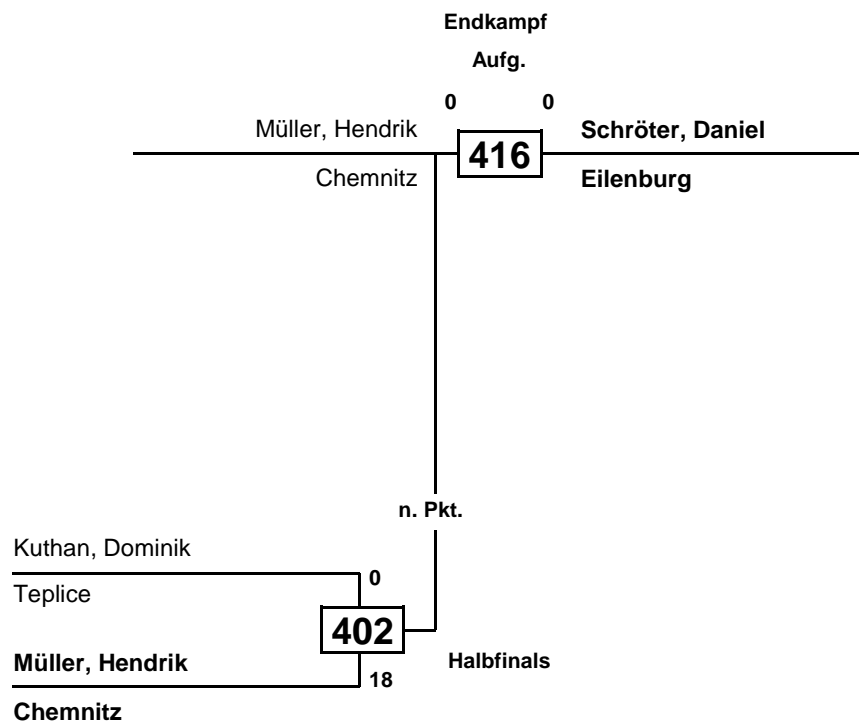 Endkampf
Aufg.
0 0
Müller, Hendrik 416 Schröter, Daniel
Chemnitz Eilenburg
n. Pkt.
Kuthan, Dominik
0
Teplice
402
Müller, Hendrik Halbfinals
18
Chemnitz